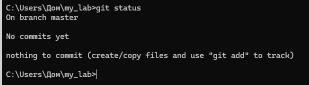 C:\Users\Дом\my_lab>git status
On branch master
No commits yet
nothing to commit (create/copy files and use "git add" to track)
C:\Users\Дом\my_lab>